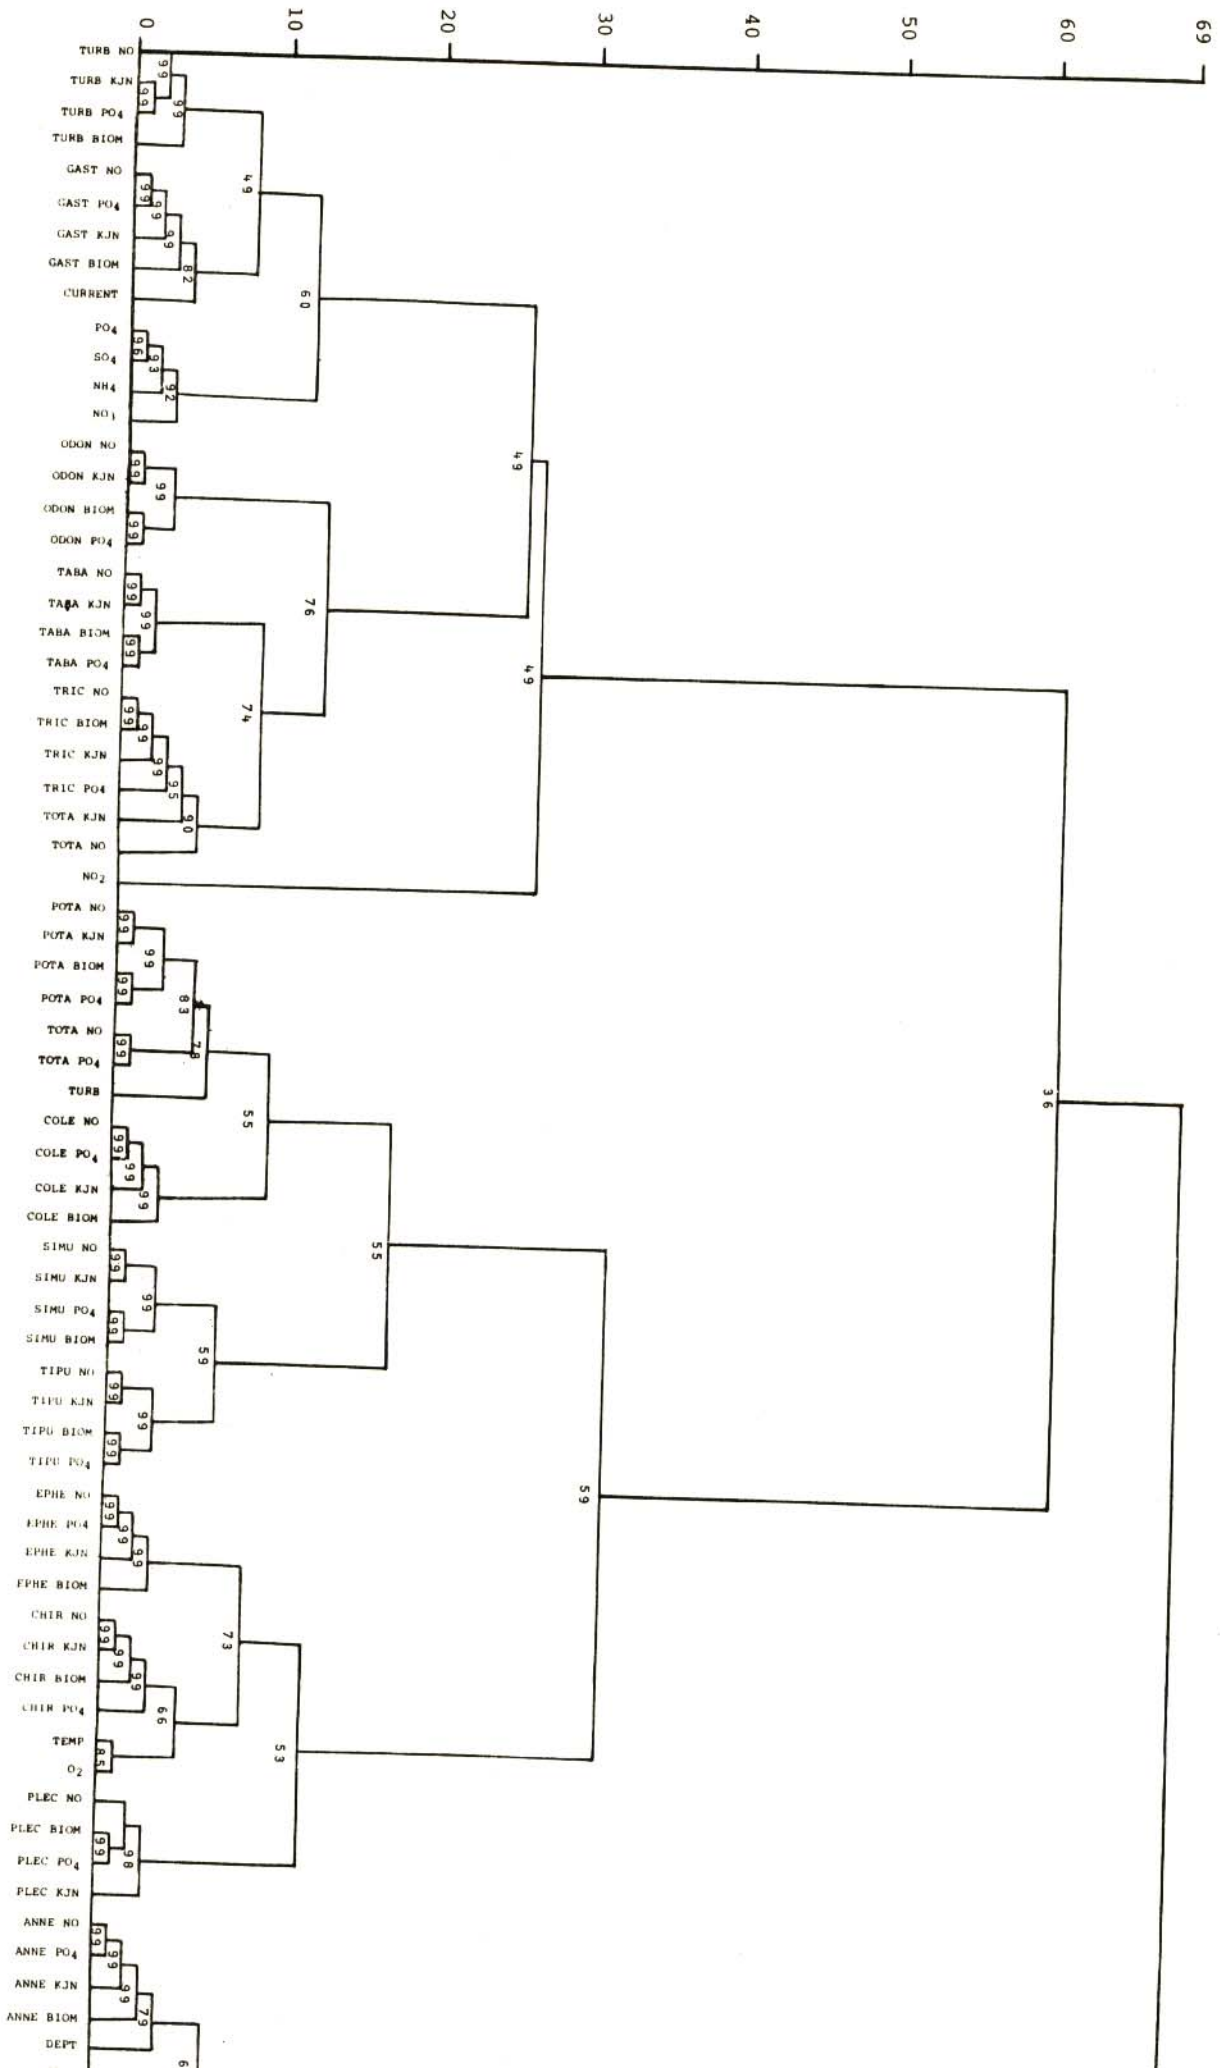 0 10 20 30 40 50 60 69
TURB NO
99
TURB KJN
99 99
TURB PO4
TURB BIOM
GAST NO
99 49
GAST PO4
99
GAST KJN
99
GAST BIOM
82
CURRENT
60
PO4
96
SO4
93
NH4
92
NO3
ODON NO
99 49
ODON KJN
99
ODON BIOM
99
ODON PO4
TABA NO
99
TABA KJN
99 76
TABA BIOM
99
TABA PO4
49
TRIC NO
99
TRIC BIOM
99 74
TRIC KJN
99
TRIC PO4
95
TOTA KJN
90
TOTA NO
NO2
POTA NO
99
POTA KJN
99
POTA BIOM
99
POTA PO4
83
TOTA NO
99 78
TOTA PO4
TURB
36
COLE NO
99 55
COLE PO4
99
COLE KJN
99
COLE BIOM
SIMU NO
99 55
SIMU KJN
99
SIMU PO4
99
SIMU BIOM
59
TIPU NO
99
TIPU KJN
99
TIPU BIOM
99
TIPU PO4
EPHE NO
99 59
EPHE PO4
99
EPHE KJN
99
EPHE BIOM
CHIR NO
99 73
CHIR KJN
99
CHIR BIOM
99
CHIR PO4
66
TEMP
85 53
O2
PLEC NO
PLEC BIOM
99 98
PLEC PO4
PLEC KJN
ANNE NO
99
ANNE PO4
99
ANNE KJN
99
ANNE BIOM
79
DEPT
6